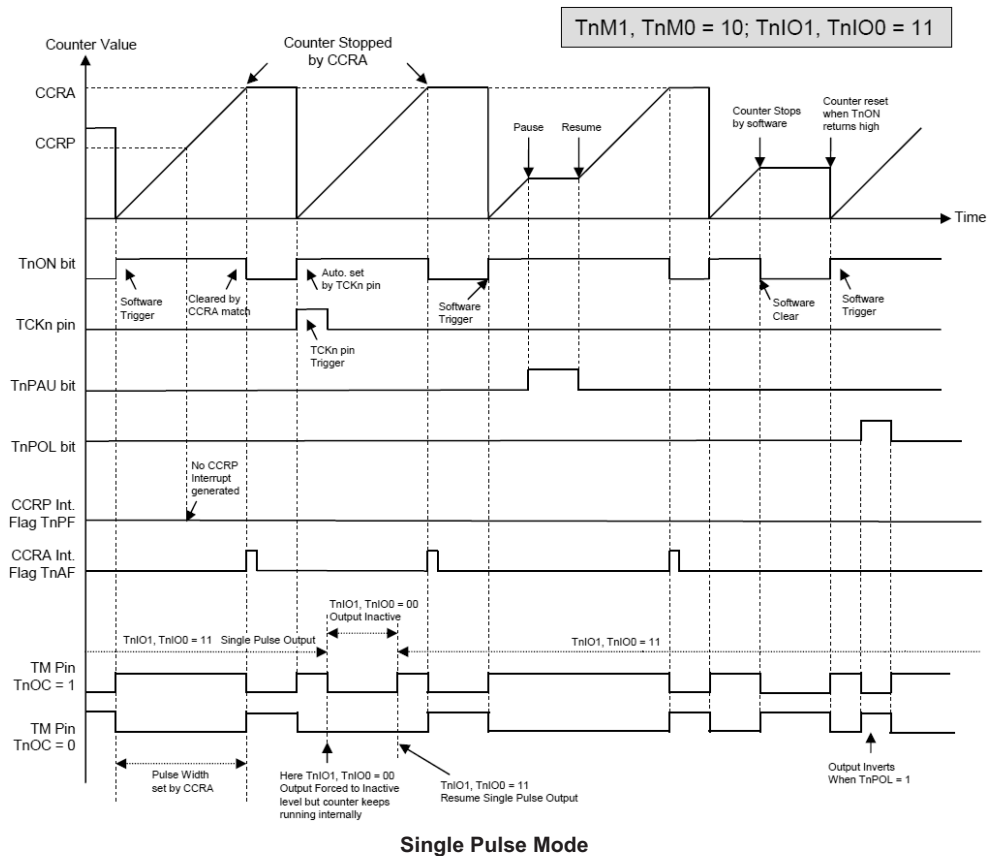 TnM1, TnM0 = 10; TnIO1, TnIO0 = 11
Counter Value
Counter Stopped
by CCRA
CCRA
CCRP
Pause
Resume
Counter Stops
by software
Counter reset
when TnON
returns high
Time
TnON bit
Software
Trigger
Cleared by
CCRA match
Auto. set
by TCKn pin
Software
Trigger
Software
Clear
Software
Trigger
TCKn pin
TCKn pin
Trigger
TnPAU bit
TnPOL bit
No CCRP
Interrupt
generated
CCRP Int.
Flag TnPF
CCRA Int.
Flag TnAF
TnIO1, TnIO0 = 00
Output Inactive
TnIO1, TnIO0 = 11 Single Pulse Output
TnIO1, TnIO0 = 11
TM Pin
TnOC = 1
TM Pin
TnOC = 0
Pulse Width
set by CCRA
Here TnIO1, TnIO0 = 00
Output Forced to Inactive
level but counter keeps
running internally
TnIO1, TnIO0 = 11
Resume Single Pulse Output
Output Inverts
When TnPOL = 1
Single Pulse Mode